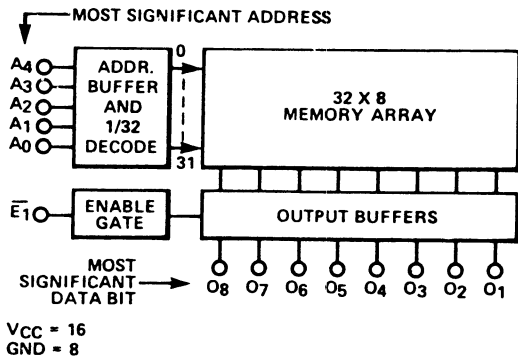 MOST SIGNIFICANT ADDRESS
A4
A3
A2
A1
A0
ADDR.
BUFFER
AND
1/32
DECODE
0
31
32 X 8
MEMORY ARRAY
E1
ENABLE
GATE
OUTPUT BUFFERS
MOST
SIGNIFICANT
DATA BIT
O8 O7 O6 O5 O4 O3 O2 O1
VCC = 16
GND = 8